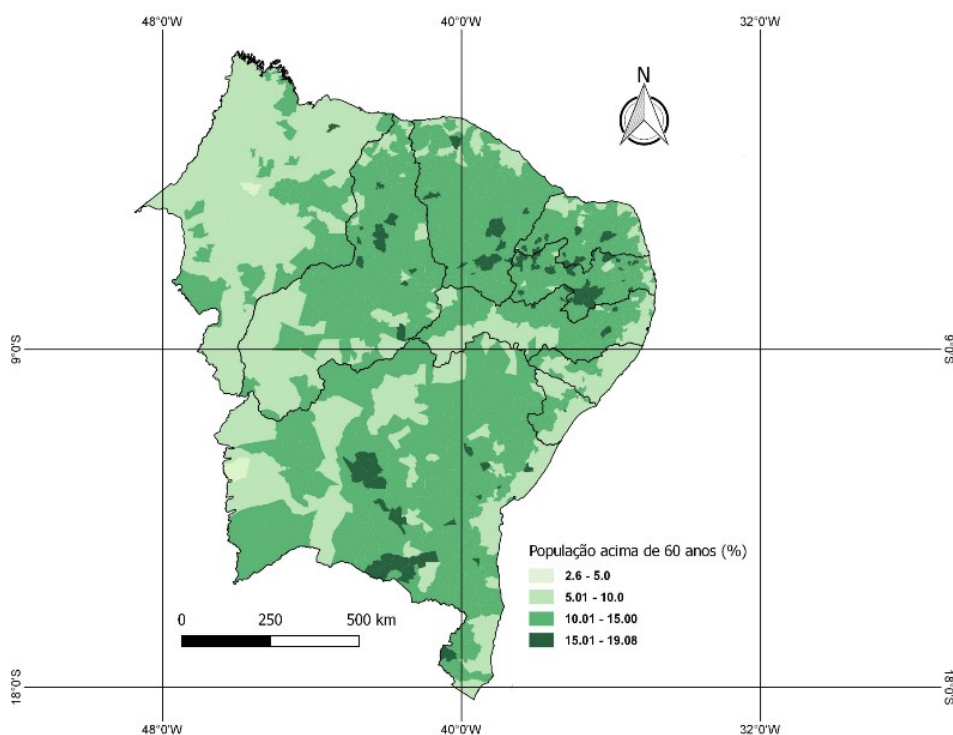 48°0'W 40°0'W 32°0'W
N
9°0'S 9°0'S
População acima de 60 anos (%)
2.6 - 5.0
5.01 - 10.0
10.01 - 15.00
15.01 - 19.08
0 250 500 km
18°0'S 18°0'S
48°0'W 40°0'W 32°0'W